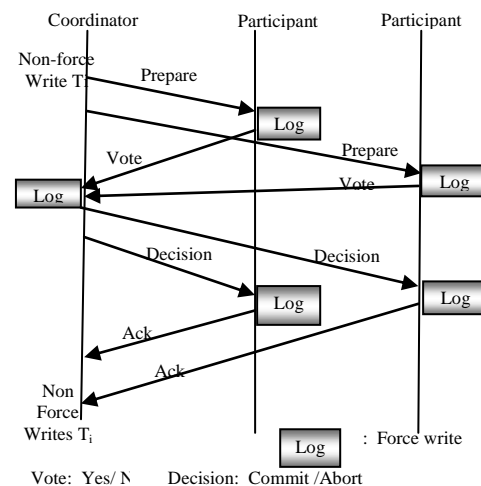 Coordinator Participant Participant
Non-force
Write Ti
Prepare
Log
Prepare
Vote
Vote
Log
Log
Decision
Decision
Log
Log
Ack
Ack
Non
Force
Writes Ti
Log : Force write
Vote: Yes/ N Decision: Commit /Abort